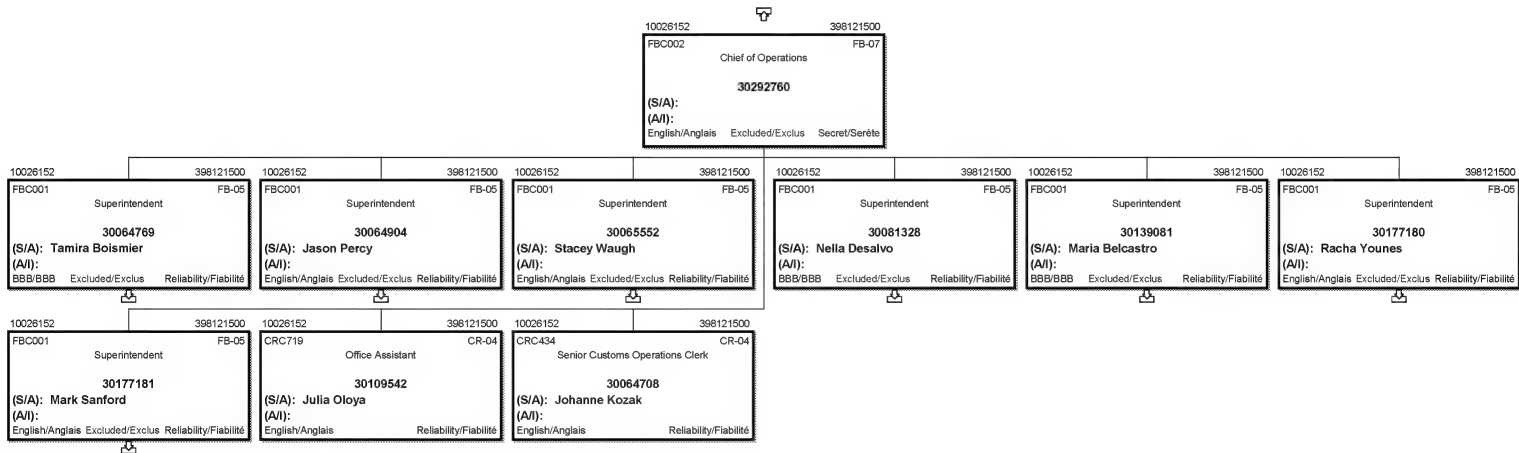 10026152 398121500
FBC002 FB-07
Chief of Operations
30292760
(S/A):
(A/I):
English/Anglais Excluded/Exclus Secret/Serète
10026152 398121500
FBC001 FB-05
Superintendent
30064769
(S/A): Tamira Boismier
(A/I):
BBB/BBB Excluded/Exclus Reliability/Fiabilité
10026152 398121500
FBC001 FB-05
Superintendent
30064904
(S/A): Jason Percy
(A/I):
English/Anglais Excluded/Exclus Reliability/Fiabilité
10026152 398121500
FBC001 FB-05
Superintendent
30065552
(S/A): Stacey Waugh
(A/I):
English/Anglais Excluded/Exclus Reliability/Fiabilité
10026152 398121500
FBC001 FB-05
Superintendent
30081328
(S/A): Nella Desalvo
(A/I):
BBB/BBB Excluded/Exclus Reliability/Fiabilité
10026152 398121500
FBC001 FB-05
Superintendent
30139081
(S/A): Maria Belcastro
(A/I):
BBB/BBB Excluded/Exclus Reliability/Fiabilité
10026152 398121500
FBC001 FB-05
Superintendent
30177180
(S/A): Racha Younes
(A/I):
English/Anglais Excluded/Exclus Reliability/Fiabilité
10026152 398121500
FBC001 FB-05
Superintendent
30177181
(S/A): Mark Sanford
(A/I):
English/Anglais Excluded/Exclus Reliability/Fiabilité
10026152 398121500
CRC719 CR-04
Office Assistant
30109542
(S/A): Julia Oloya
(A/I):
English/Anglais Reliability/Fiabilité
10026152 398121500
CRC434 CR-04
Senior Customs Operations Clerk
30064708
(S/A): Johanne Kozak
(A/I):
English/Anglais Reliability/Fiabilité